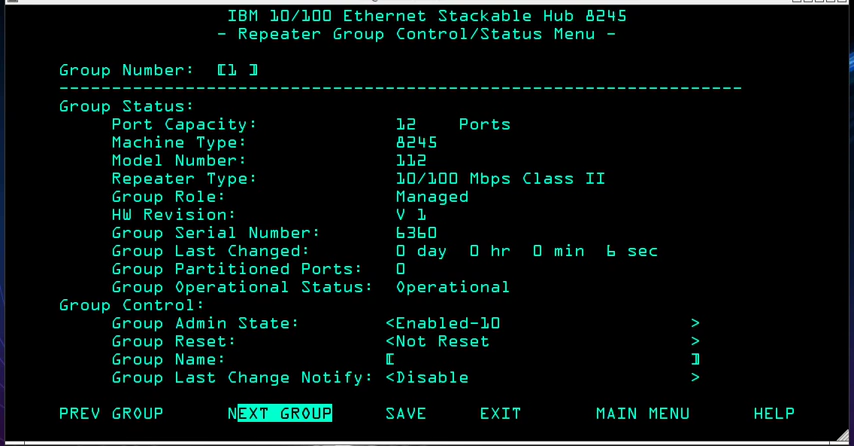 IBM 10/100 Ethernet Stackable Hub 8245
- Repeater Group Control/Status Menu -
Group Number: [1 ]
-----------------------------------------------------------------
Group Status:
Port Capacity: 12 Ports
Machine Type: 8245
Model Number: 112
Repeater Type: 10/100 Mbps Class II
Group Role: Managed
HW Revision: V 1
Group Serial Number: 6360
Group Last Changed: 0 day 0 hr 0 min 6 sec
Group Partitioned Ports: 0
Group Operational Status: Operational
Group Control:
Group Admin State: <Enabled-10 >
Group Reset: <Not Reset >
Group Name: [ ]
Group Last Change Notify: <Disable >
PREV GROUP NEXT GROUP SAVE EXIT MAIN MENU HELP